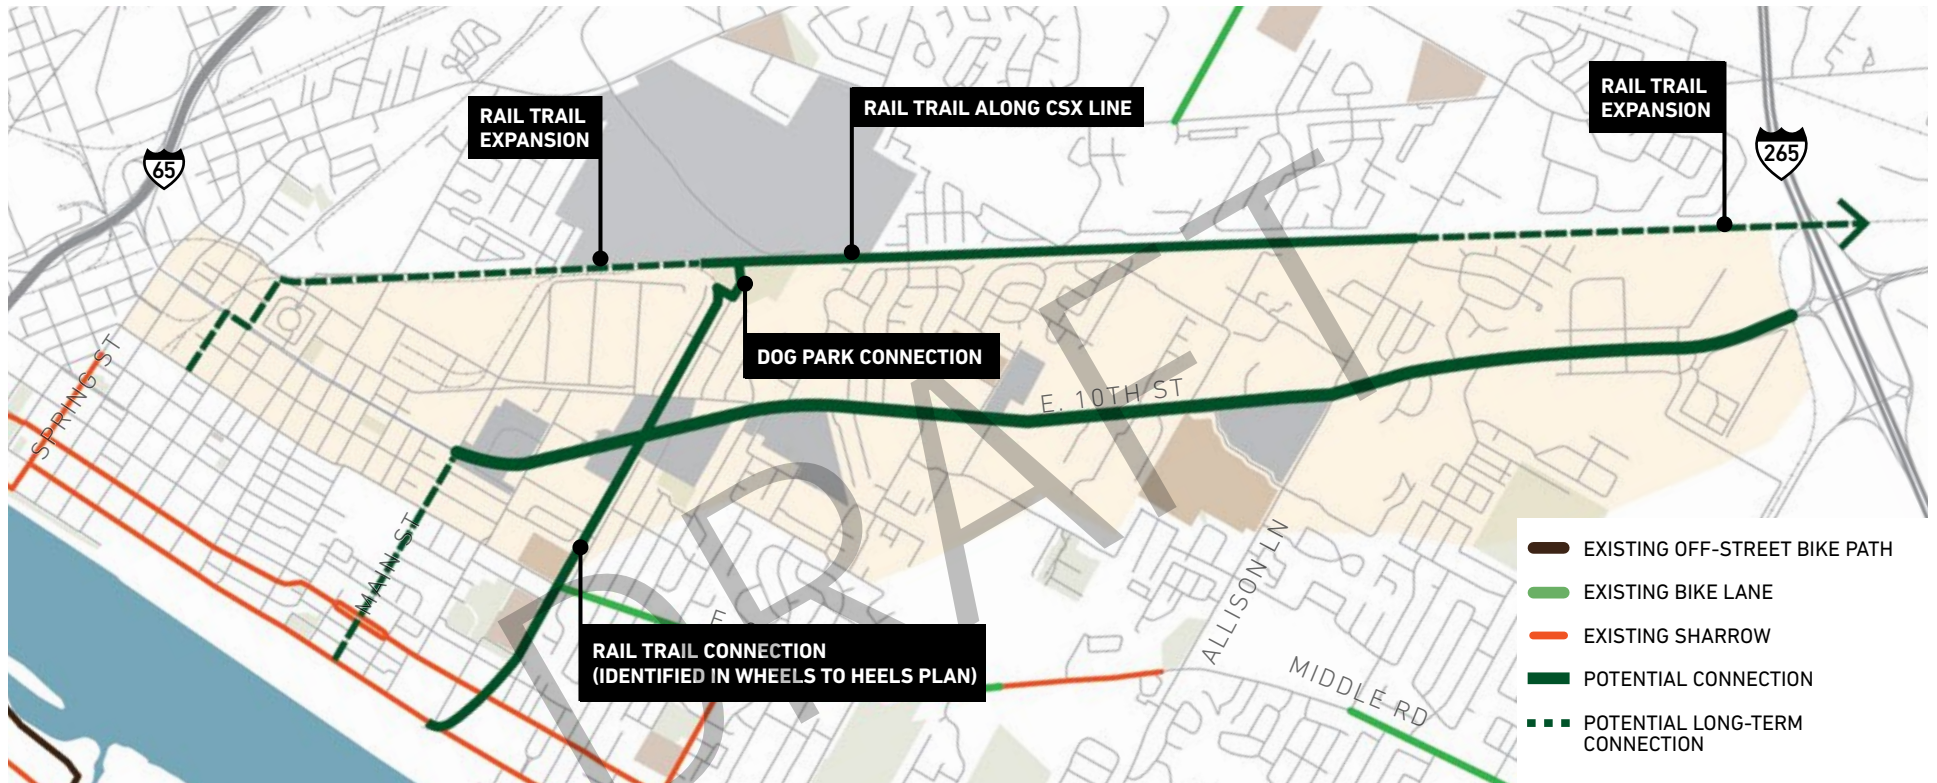 RAIL TRAIL
EXPANSION
RAIL TRAIL ALONG CSX LINE
RAIL TRAIL
EXPANSION
65
265
DOG PARK CONNECTION
SPRING ST
E. 10TH ST
MAIN ST
ALLISON LN
MIDDLE RD
RAIL TRAIL CONNECTION
(IDENTIFIED IN WHEELS TO HEELS PLAN)
DRAFT
EXISTING OFF-STREET BIKE PATH
EXISTING BIKE LANE
EXISTING SHARROW
POTENTIAL CONNECTION
POTENTIAL LONG-TERM
CONNECTION